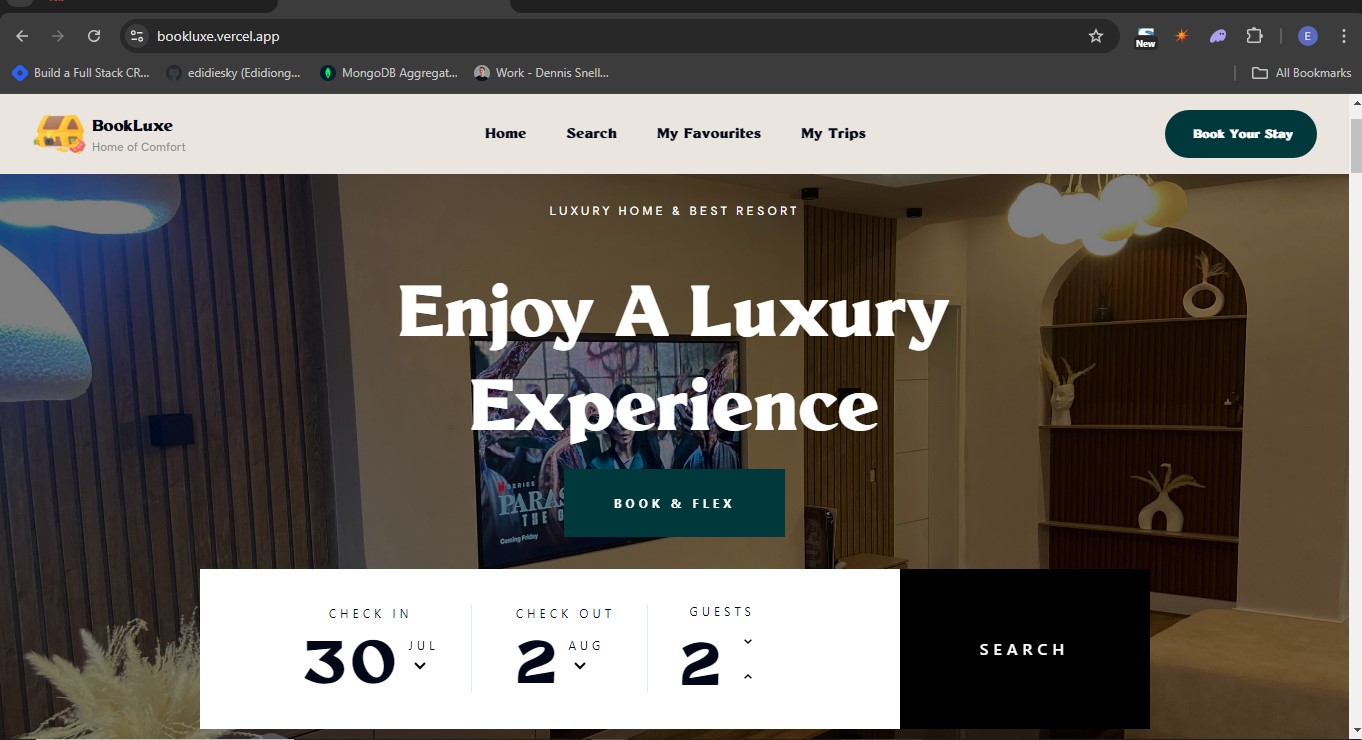 bookluxe.vercel.app
New
E
Build a Full Stack CR...
edidiesky (Edidiong...
MongoDB Aggregat...
Work - Dennis Snell...
All Bookmarks
BookLuxe
Home of Comfort
Home
Search
My Favourites
My Trips
Book Your Stay
LUXURY HOME & BEST RESORT
Enjoy A Luxury
Experience
SERIES
PARAS
THE G
Coming Friday
BOOK & FLEX
CHECK IN
30 JUL
CHECK OUT
2 AUG
GUESTS
2
SEARCH